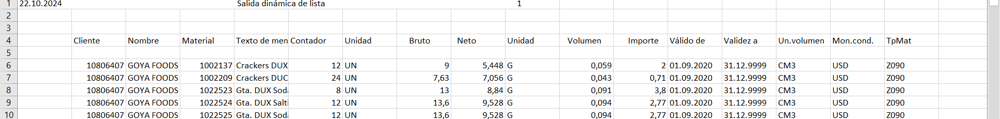 1 22.10.2024 Salida dinámica de lista 1
2
3
4 Cliente Nombre Material Texto de men Contador Unidad Bruto Neto Unidad Volumen Importe Válido de Validez a Un.volumen Mon.cond. TpMat
5
6 10806407 GOYA FOODS 1002137 Crackers DUX 12 UN 9 5,448 G 0,059 2 01.09.2020 31.12.9999 CM3 USD Z090
7 10806407 GOYA FOODS 1002209 Crackers DUC 24 UN 7,63 7,056 G 0,043 0,71 01.09.2020 31.12.9999 CM3 USD Z090
8 10806407 GOYA FOODS 1022523 Gta. DUX Soda 8 UN 13 8,84 G 0,091 3,8 01.09.2020 31.12.9999 CM3 USD Z090
9 10806407 GOYA FOODS 1022524 Gta. DUX Salti 12 UN 13,6 9,528 G 0,094 2,77 01.09.2020 31.12.9999 CM3 USD Z090
10 10806407 GOYA FOODS 1022525 Gta. DUX Soda 12 UN 13,6 9,528 G 0,094 2,77 01.09.2020 31.12.9999 CM3 USD Z090